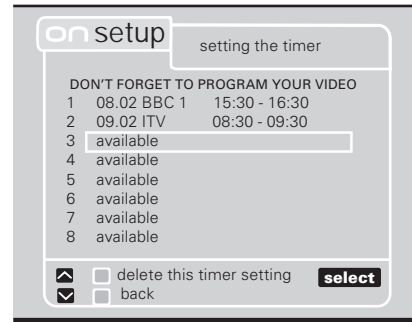 on setup
setting the timer
DON'T FORGET TO PROGRAM YOUR VIDEO
1 08.02 BBC 1 15:30 - 16:30
2 09.02 ITV 08:30 - 09:30
3 available
4 available
5 available
6 available
7 available
8 available
delete this timer setting
select
back